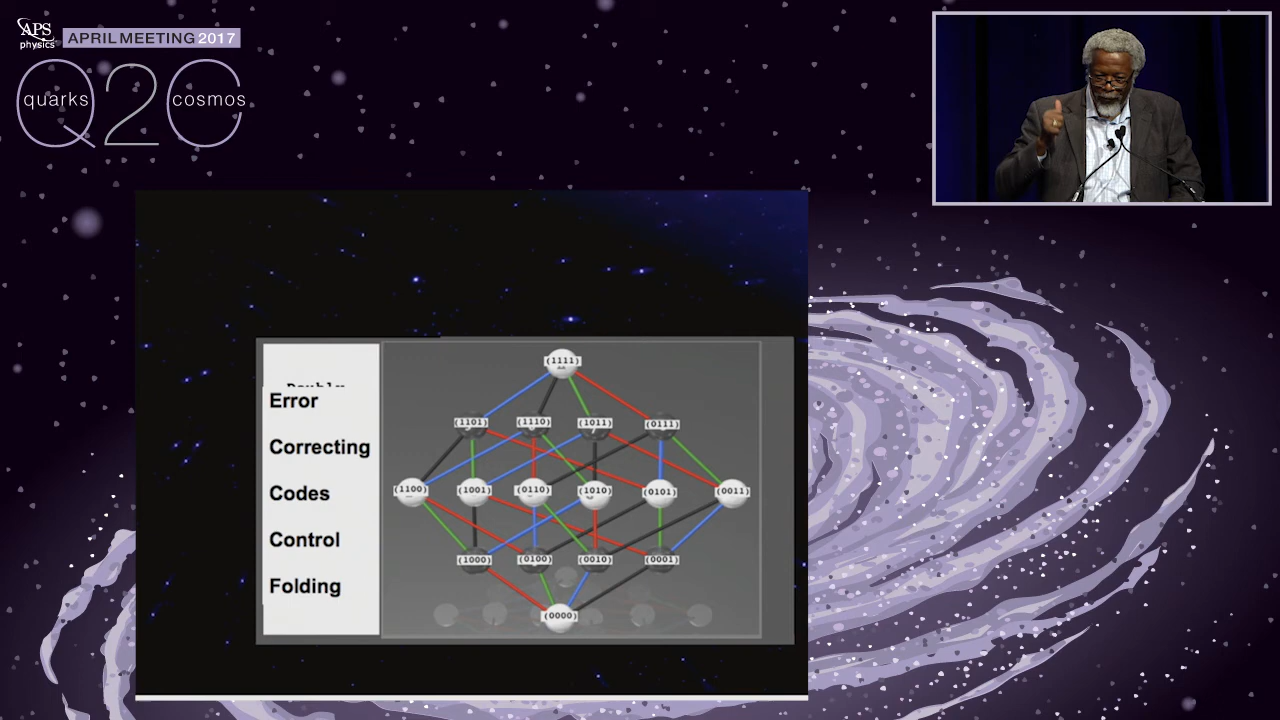 APS
physics
APRIL MEETING 2017
Q2C
quarks
cosmos
Error
Correcting
Codes
Control
Folding
(1111)
(1101) (1110) (1011) (0111)
(1100) (1001) (0110) (1010) (0101) (0011)
(1000) (0100) (0010) (0001)
(0000)